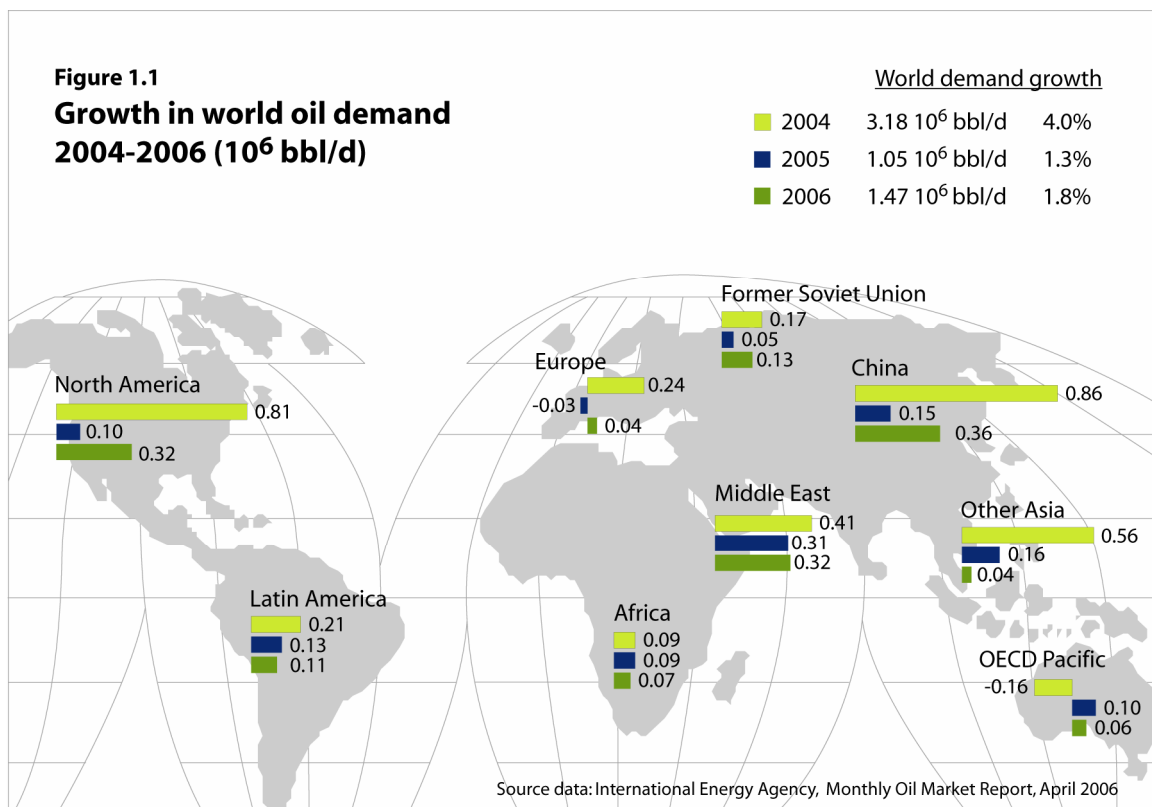 Figure 1.1
Growth in world oil demand
2004-2006 (10⁶ bbl/d)
World demand growth
2004 3.18 10⁶ bbl/d 4.0%
2005 1.05 10⁶ bbl/d 1.3%
2006 1.47 10⁶ bbl/d 1.8%
North America
0.81
0.10
0.32
Latin America
0.21
0.13
0.11
Europe
0.24
-0.03
0.04
Former Soviet Union
0.17
0.05
0.13
China
0.86
0.15
0.36
Middle East
0.41
0.31
0.32
Other Asia
0.56
0.16
0.04
Africa
0.09
0.09
0.07
OECD Pacific
-0.16
0.10
0.06
Source data: International Energy Agency, Monthly Oil Market Report, April 2006